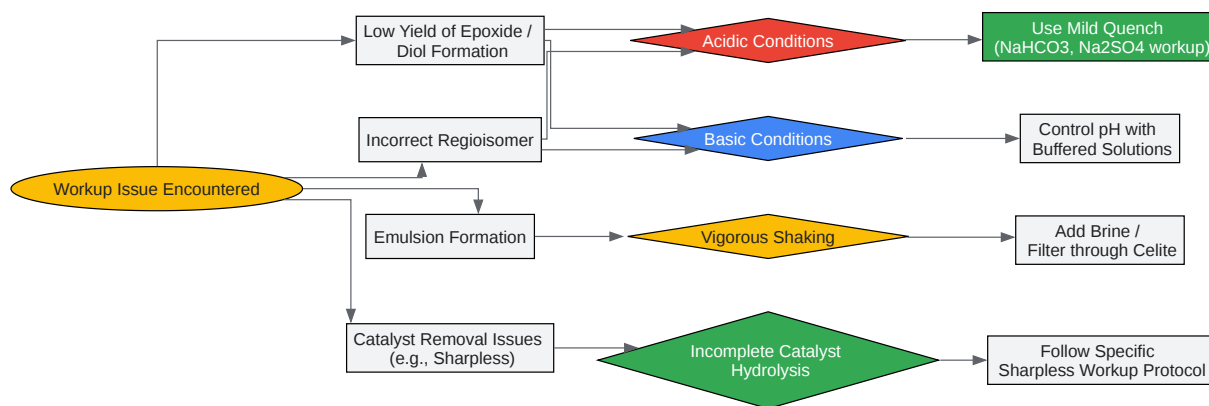 Low Yield of Epoxide /
Diol Formation
Acidic Conditions
Use Mild Quench
(NaHCO3, Na2SO4 workup)
Incorrect Regioisomer
Basic Conditions
Control pH with
Buffered Solutions
Workup Issue Encountered
Emulsion Formation
Vigorous Shaking
Add Brine /
Filter through Celite
Catalyst Removal Issues
(e.g., Sharpless)
Incomplete Catalyst
Hydrolysis
Follow Specific
Sharpless Workup Protocol